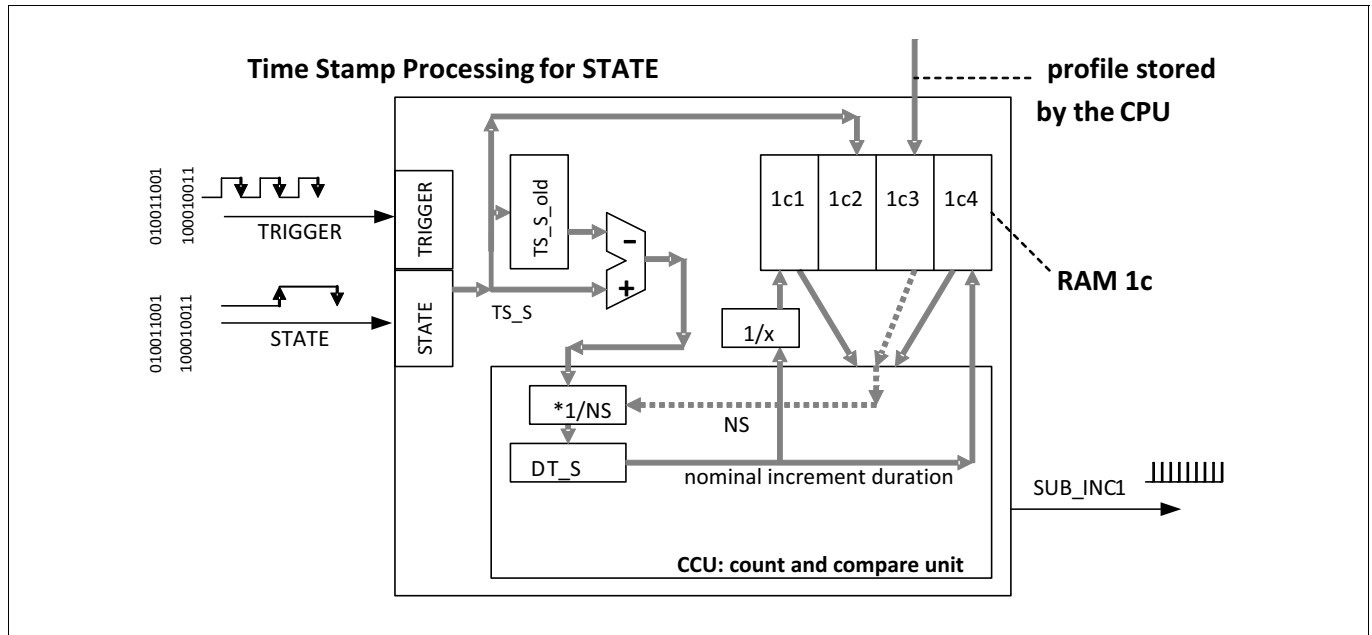 Time Stamp Processing for STATE
profile stored
by the CPU
010011001
100010011
TRIGGER
TRIGGER
TS_S_old
-
+
1c1
1c2
1c3
1c4
RAM 1c
010011001
100010011
STATE
STATE
TS_S
1/x
*1/NS
NS
DT_S
nominal increment duration
SUB_INC1
CCU: count and compare unit